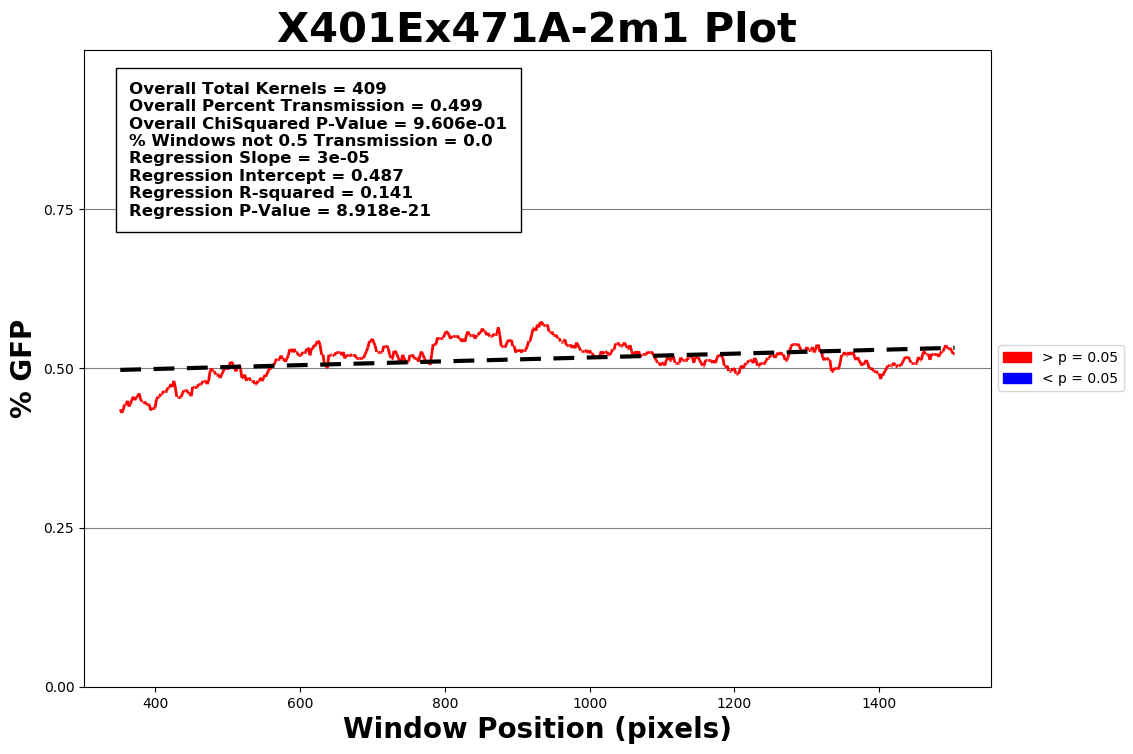 X401Ex471A-2m1 Plot
Overall Total Kernels = 409
Overall Percent Transmission = 0.499
Overall ChiSquared P-Value = 9.606e-01
% Windows not 0.5 Transmission = 0.0
Regression Slope = 3e-05
Regression Intercept = 0.487
Regression R-squared = 0.141
Regression P-Value = 8.918e-21
% GFP
0.75
0.50
0.25
0.00
> p = 0.05
< p = 0.05
400 600 800 1000 1200 1400
Window Position (pixels)